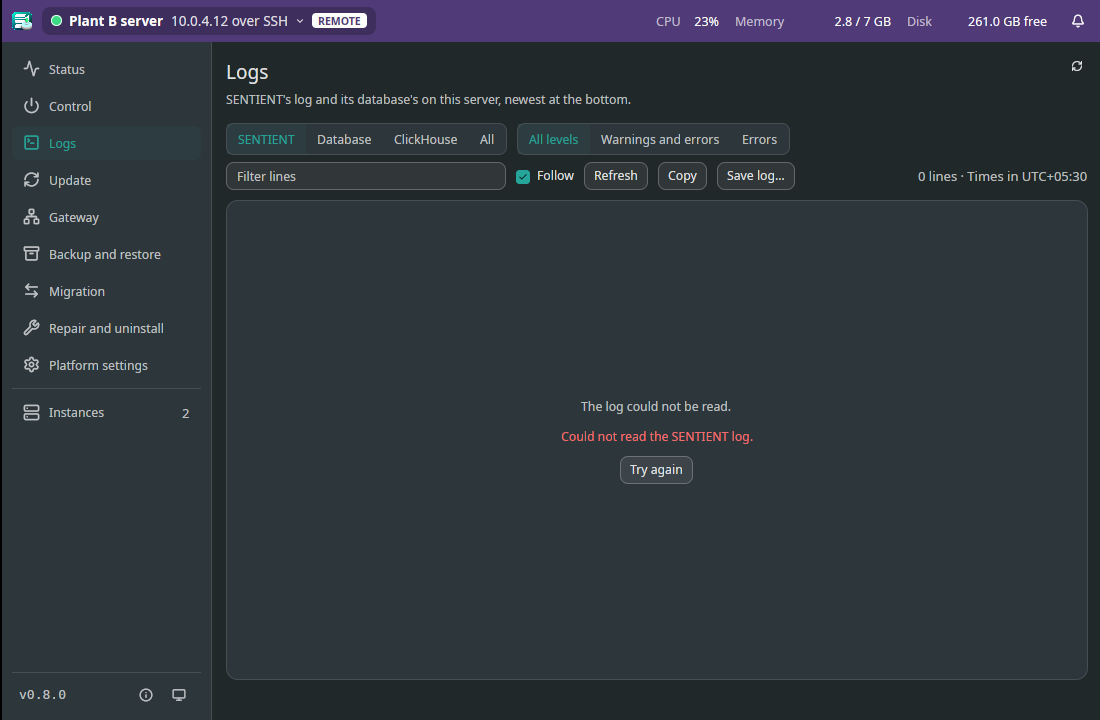 Plant B server 10.0.4.12 over SSH REMOTE CPU 23% Memory 2.8 / 7 GB Disk 261.0 GB free
Status
Control
Logs
Update
Gateway
Backup and restore
Migration
Repair and uninstall
Platform settings
Instances 2
v0.8.0
Logs
SENTIENT's log and its database's on this server, newest at the bottom.
SENTIENT Database ClickHouse All All levels Warnings and errors Errors
Filter lines Follow Refresh Copy Save log... 0 lines · Times in UTC+05:30
The log could not be read.
Could not read the SENTIENT log.
Try again